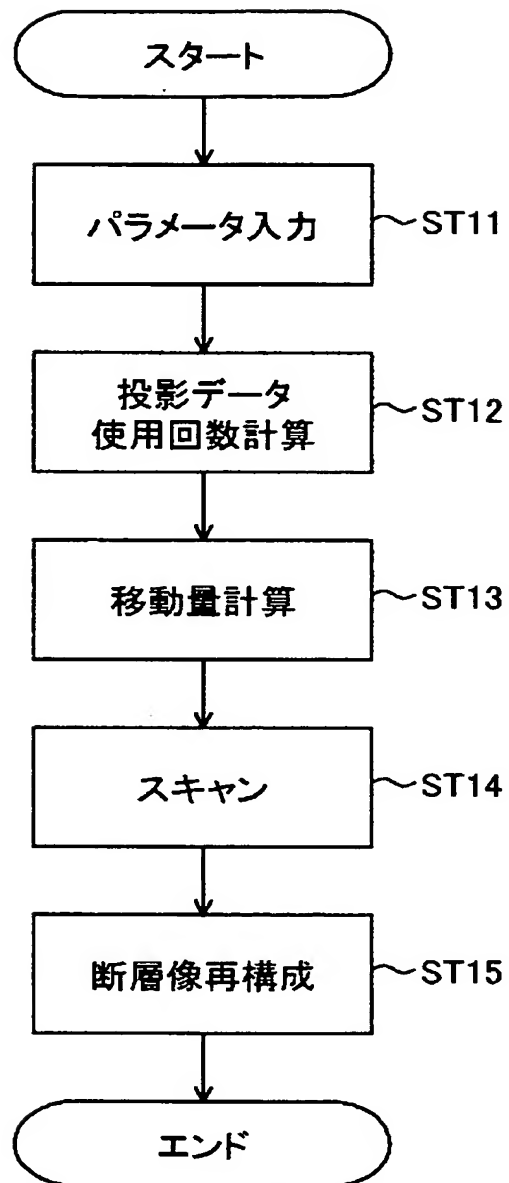 スタート
パラメータ入力
~ST11
投影データ
使用回数計算
~ST12
移動量計算
~ST13
スキャン
~ST14
断層像再構成
~ST15
エンド